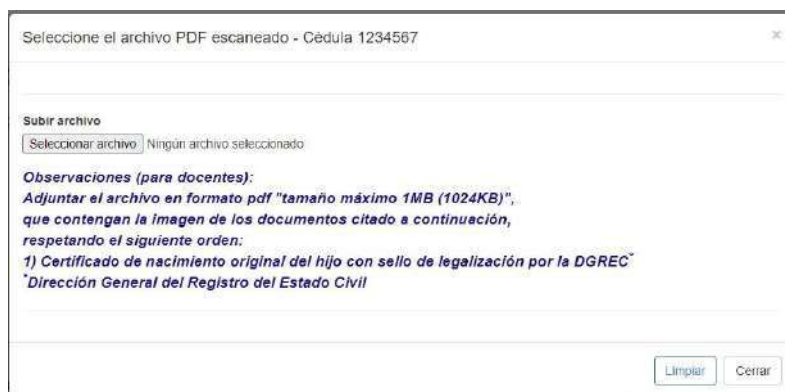 Seleccione el archivo PDF escaneado - Cédula 1234567
×
Subir archivo
Seleccionar archivo Ningún archivo seleccionado
Observaciones (para docentes):
Adjuntar el archivo en formato pdf "tamaño máximo 1MB (1024KB)",
que contengan la imagen de los documentos citado a continuación,
respetando el siguiente orden:
1) Certificado de nacimiento original del hijo con sello de legalización por la DGREC*
*Dirección General del Registro del Estado Civil
Limpiar Cerrar